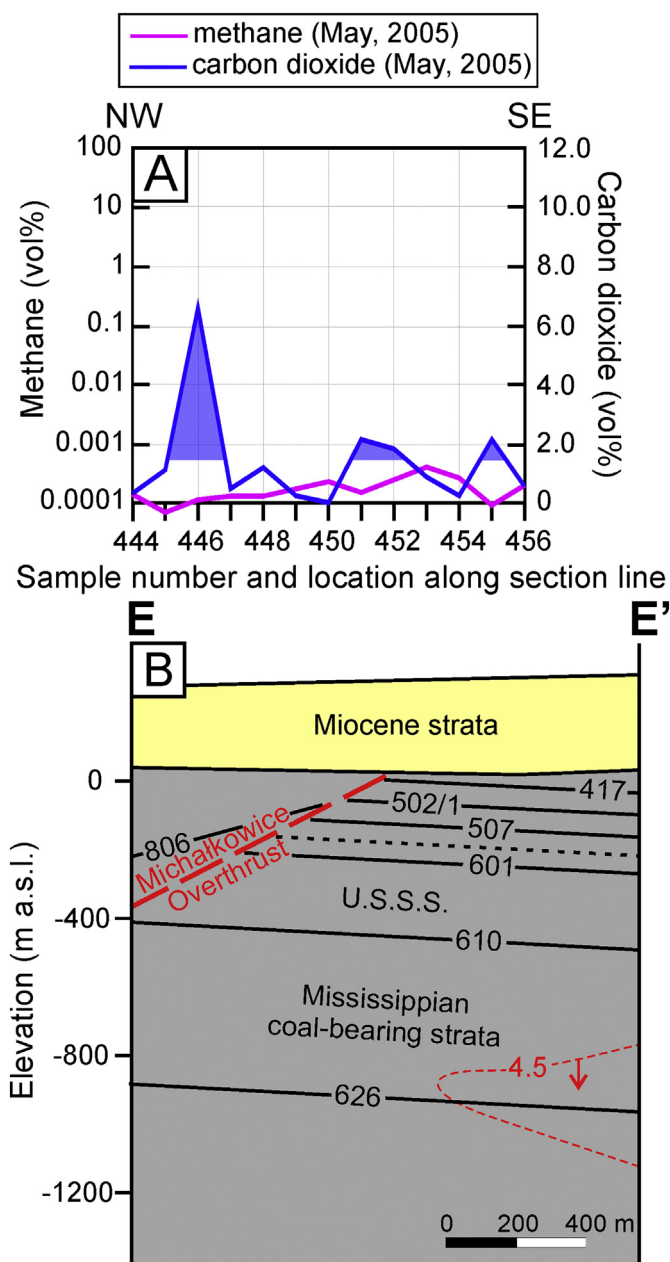 methane (May, 2005)
carbon dioxide (May, 2005)
NW
SE
A
100
10
1
0.1
0.01
0.001
0.0001
Methane (vol%)
12.0
10.0
8.0
6.0
4.0
2.0
0
Carbon dioxide (vol%)
444
446
448
450
452
454
456
Sample number and location along section line
E
E’
B
Miocene strata
0
-400
-800
-1200
Elevation (m a.s.l.)
417
502/1
507
806
Michałkowice
Overthrust
601
U.S.S.S.
610
Mississippian
coal-bearing strata
4.5
626
0 200 400 m